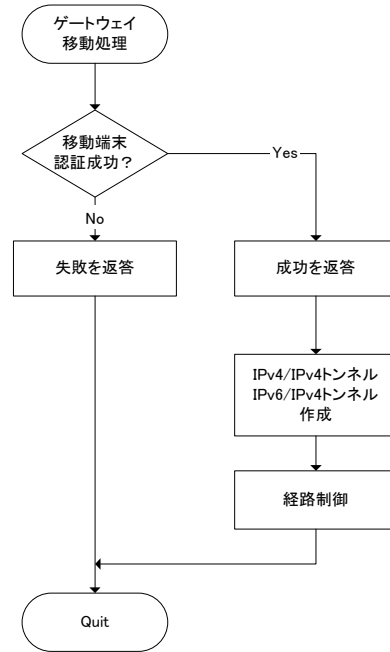 ゲートウェイ
移動処理
移動端末
認証成功？
Yes
No
失敗を返答
成功を返答
IPv4/IPv4トンネル
IPv6/IPv4トンネル
作成
経路制御
Quit